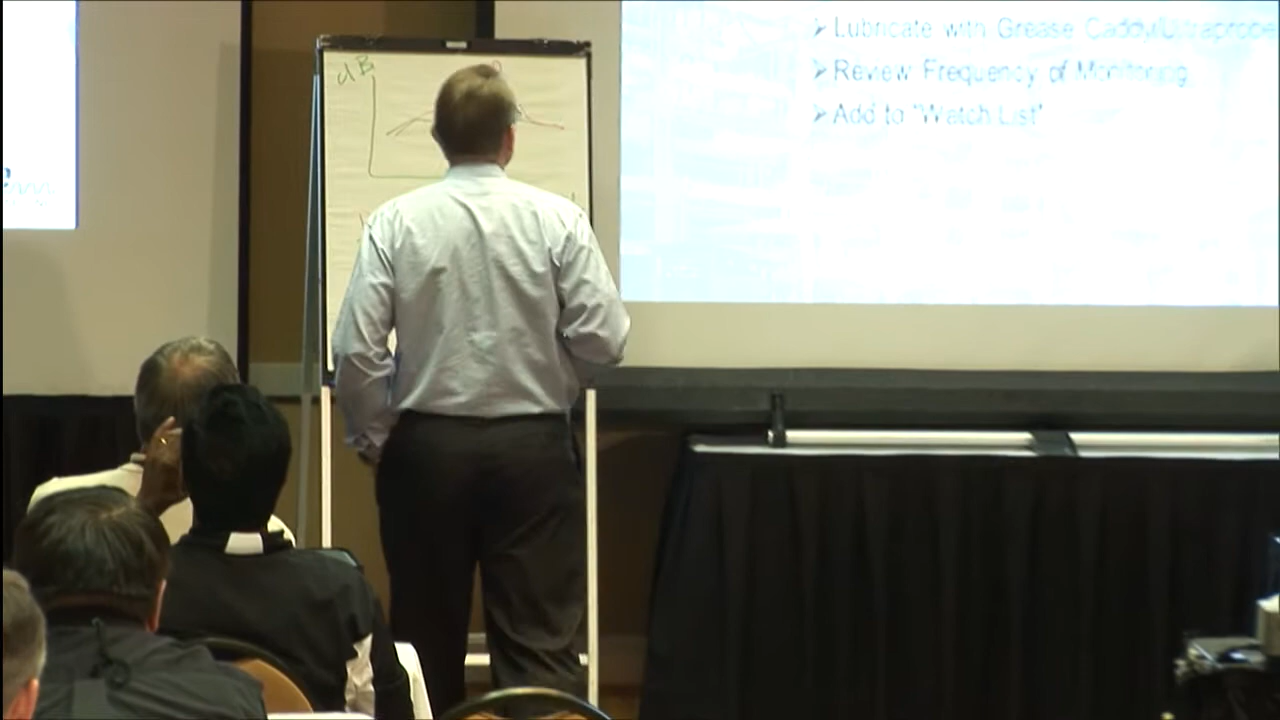 dB
➢ Lubricate with Grease Caddy/Ultraprobe
➢ Review Frequency of Monitoring
➢ Add to "Watch List"